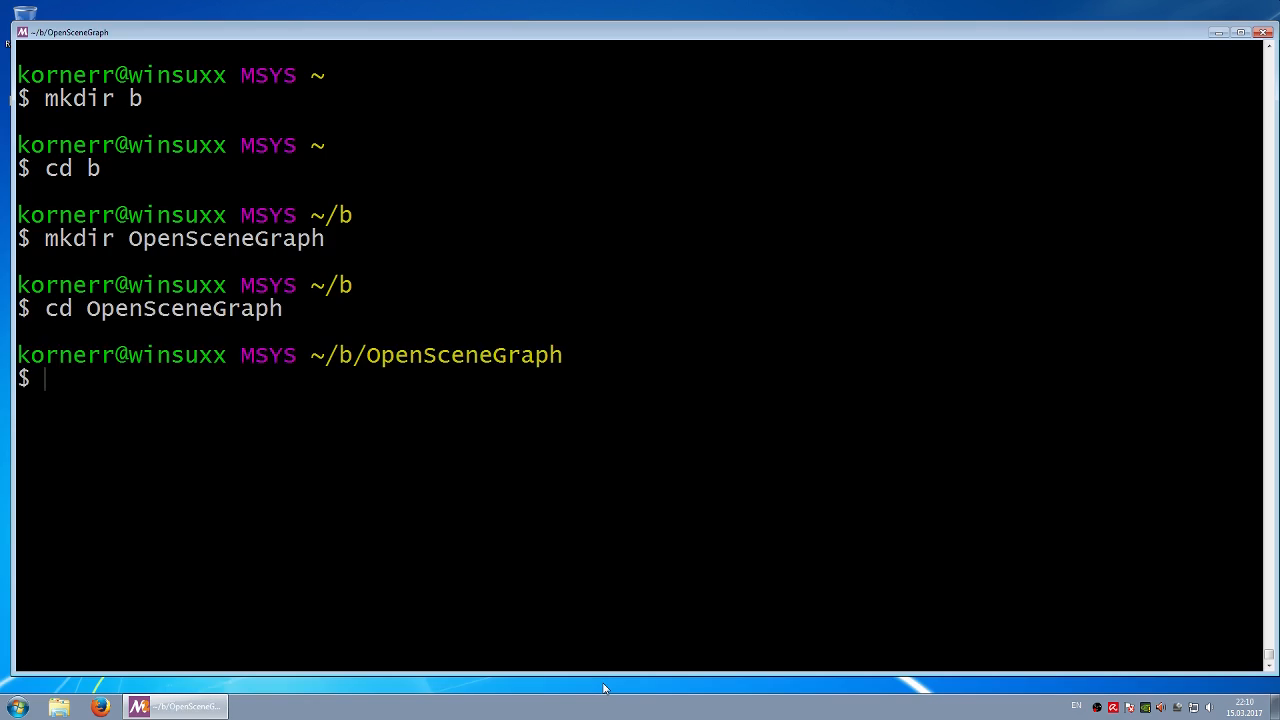 ~/b/OpenSceneGraph
kornerr@winsuxx MSYS ~
$ mkdir b
kornerr@winsuxx MSYS ~
$ cd b
kornerr@winsuxx MSYS ~/b
$ mkdir OpenSceneGraph
kornerr@winsuxx MSYS ~/b
$ cd OpenSceneGraph
kornerr@winsuxx MSYS ~/b/OpenSceneGraph
$
~/b/OpenSceneG...
EN
22:10
15.03.2017